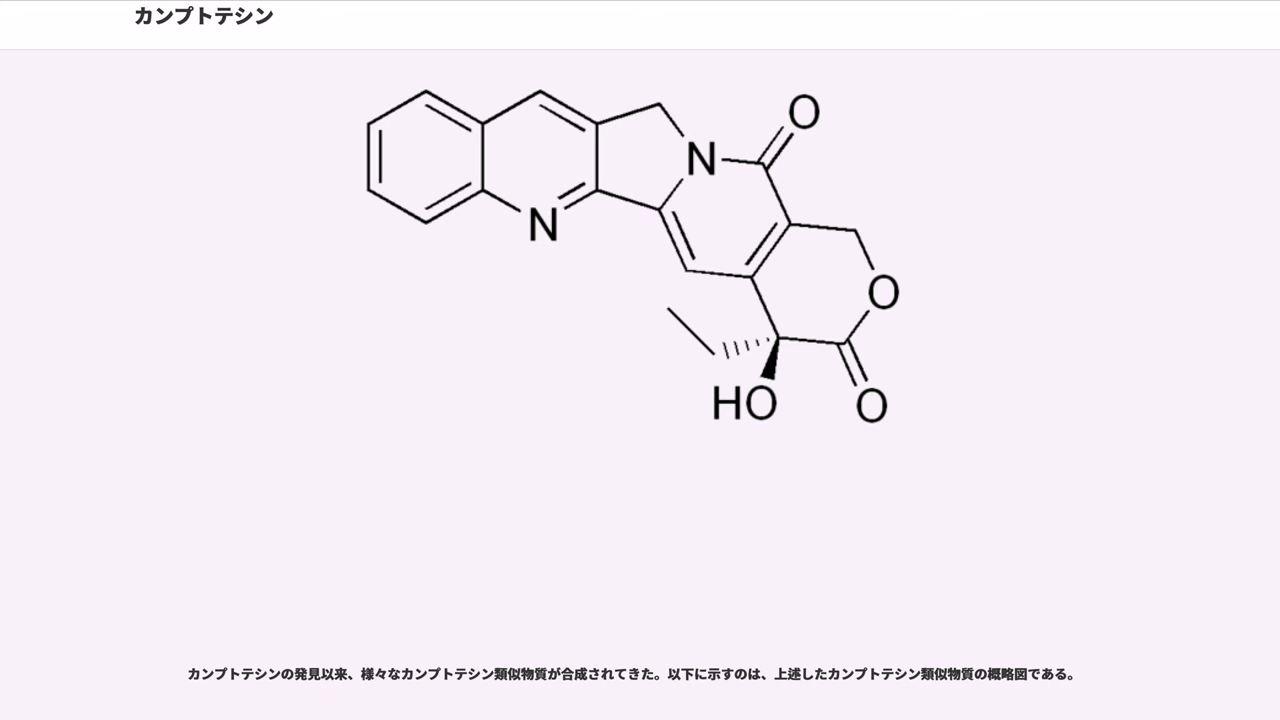 カンプトテシン
O
N
N
O
HO
O
カンプトテシンの発見以来、様々なカンプトテシン類似物質が合成されてきた。以下に示すのは、上述したカンプトテシン類似物質の概略図である。